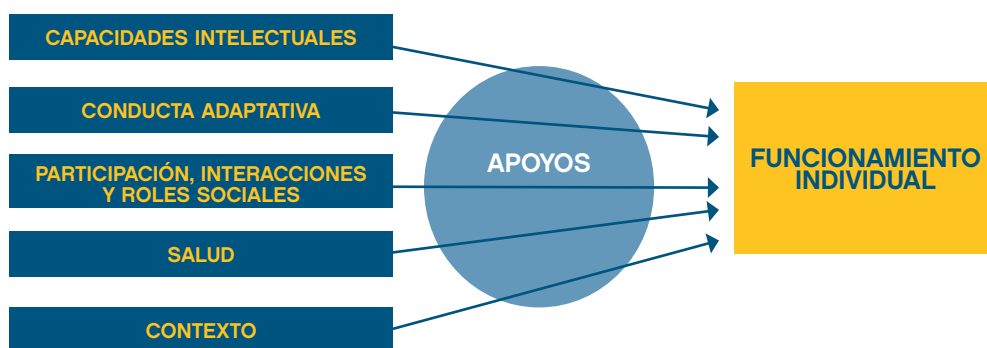 CAPACIDADES INTELECTUALES
CONDUCTA ADAPTATIVA
PARTICIPACIÓN, INTERACCIONES
Y ROLES SOCIALES
SALUD
CONTEXTO
APOYOS
FUNCIONAMIENTO
INDIVIDUAL